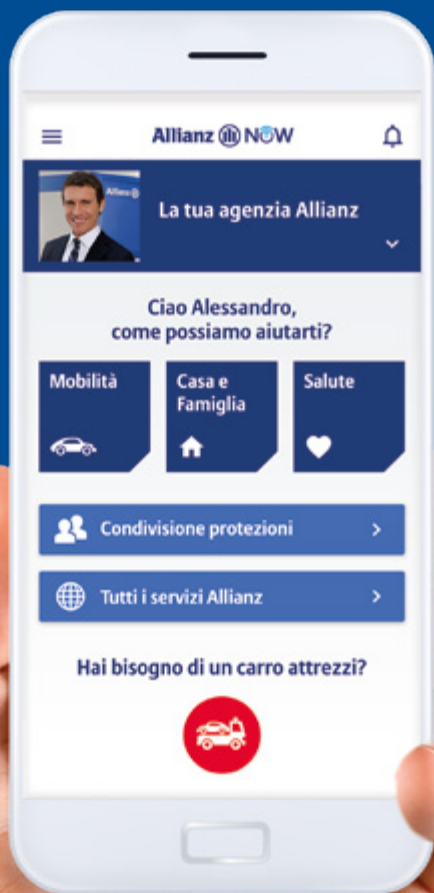 Allianz NOW
Allianz
La tua agenzia Allianz
Ciao Alessandro,
come possiamo aiutarti?
Mobilità
Casa e
Famiglia
Salute
Condivisione protezioni
Tutti i servizi Allianz
Hai bisogno di un carro attrezzi?